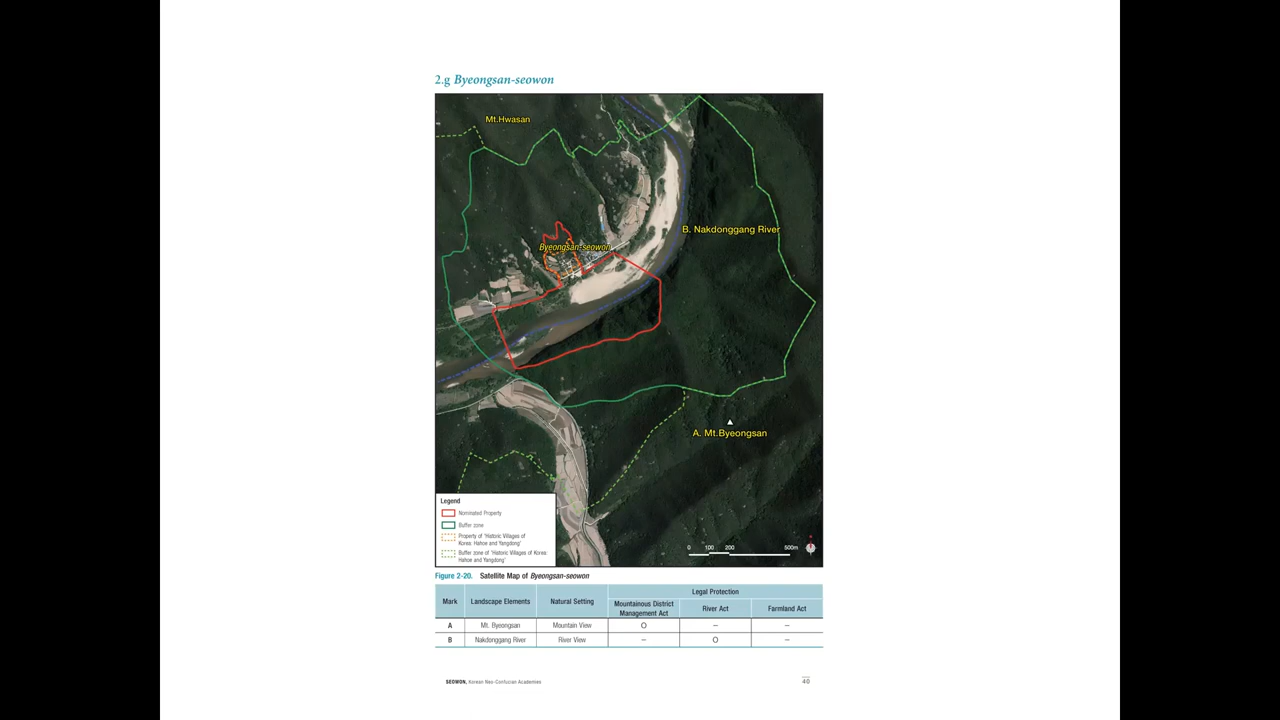 2.g Byeongsan-seowon
Mt.Hwasan
B. Nakdonggang River
Byeongsan-seowon
A. Mt.Byeongsan
Legend
Nominated Property
Buffer zone
Property of 'Historic Villages of
Korea: Hahoe and Yangdong'
Buffer zone of 'Historic Villages of Korea:
Hahoe and Yangdong'
0 100 200 500m
Figure 2-20. Satellite Map of Byeongsan-seowon
Mark Landscape Elements Natural Setting Legal Protection
Mountainous District
Management Act River Act Farmland Act
A Mt. Byeongsan Mountain View O – –
B Nakdonggang River River View – O –
SEOWON, Korean Neo-Confucian Academies
40